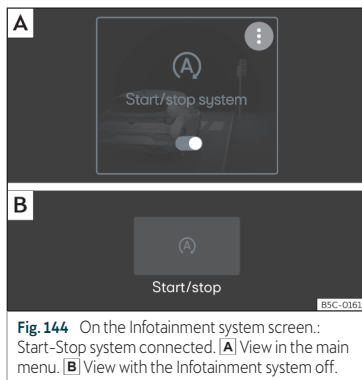 A
A
Start/stop system
B
A
Start/stop
B5C-0161
Fig. 144 On the Infotainment system screen.:
Start-Stop system connected. A View in the main
menu. B View with the Infotainment system off.